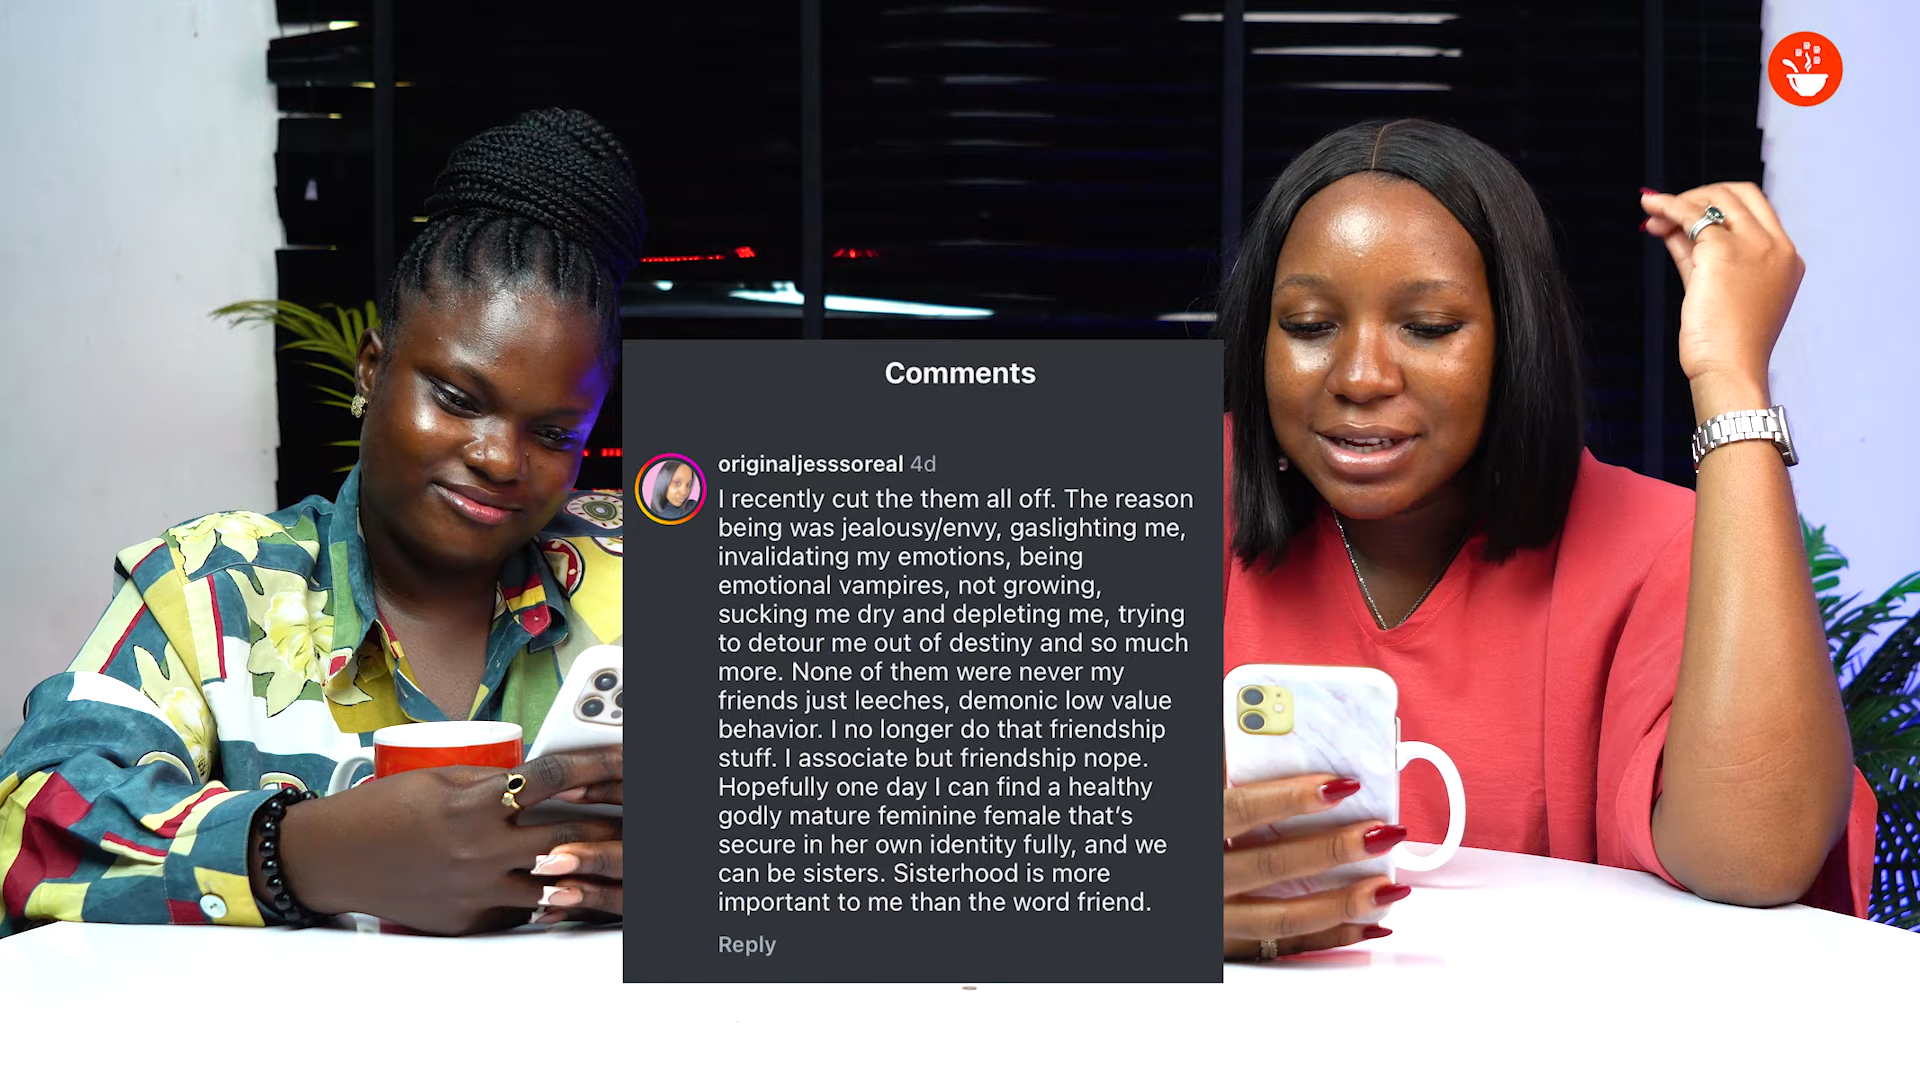 Comments
originaljesssoreal 4d
I recently cut the them all off. The reason
being was jealousy/envy, gaslighting me,
invalidating my emotions, being
emotional vampires, not growing,
sucking me dry and depleting me, trying
to detour me out of destiny and so much
more. None of them were never my
friends just leeches, demonic low value
behavior. I no longer do that friendship
stuff. I associate but friendship nope.
Hopefully one day I can find a healthy
godly mature feminine female that’s
secure in her own identity fully, and we
can be sisters. Sisterhood is more
important to me than the word friend.
Reply